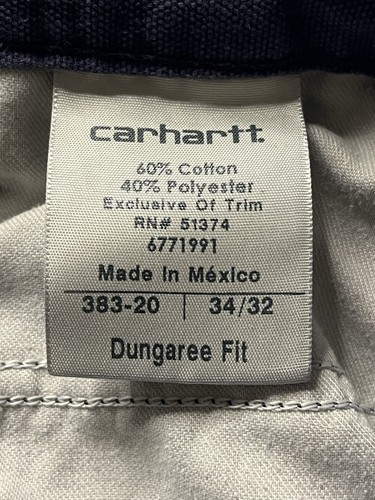 carhartt.
60% Cotton
40% Polyester
Exclusive Of Trim
RN# 51374
6771991
Made In México
383-20 | 34/32
Dungaree Fit